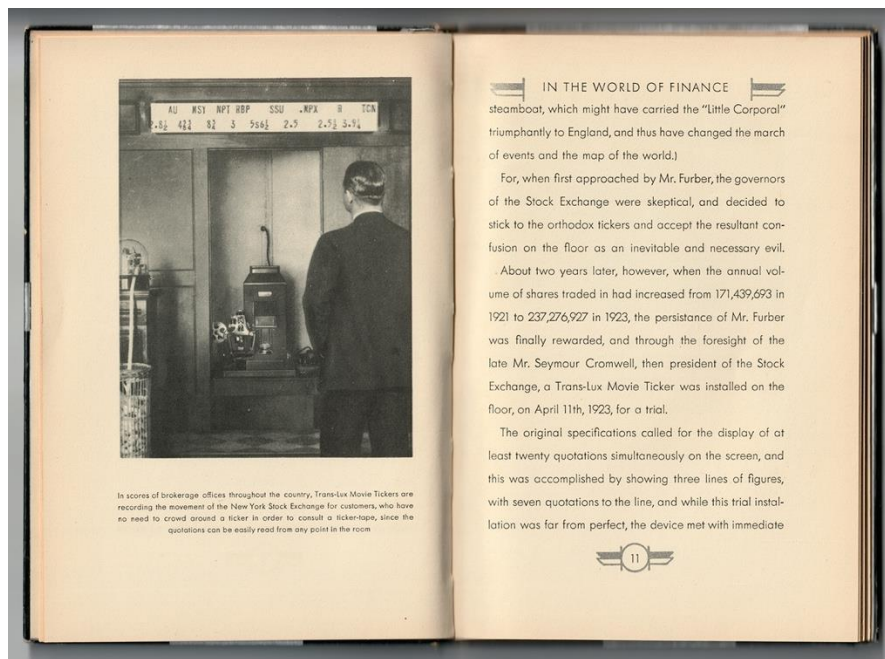 AU MSY NPT RBP SSU .NPX R TCN
In scores of brokerage offices throughout the country, Trans-Lux Movie Tickers are
recording the movement of the New York Stock Exchange for customers, who have
no need to crowd around a ticker in order to consult a ticker-tape, since the
quotations can be easily read from any point in the room
IN THE WORLD OF FINANCE
steamboat, which might have carried the "Little Corporal"
triumphantly to England, and thus have changed the march
of events and the map of the world.)
For, when first approached by Mr. Furber, the governors
of the Stock Exchange were skeptical, and decided to
stick to the orthodox tickers and accept the resultant con-
fusion on the floor as an inevitable and necessary evil.
About two years later, however, when the annual vol-
ume of shares traded in had increased from 171,439,693 in
1921 to 237,276,927 in 1923, the persistance of Mr. Furber
was finally rewarded, and through the foresight of the
late Mr. Seymour Cromwell, then president of the Stock
Exchange, a Trans-Lux Movie Ticker was installed on the
floor, on April 11th, 1923, for a trial.
The original specifications called for the display of at
least twenty quotations simultaneously on the screen, and
this was accomplished by showing three lines of figures,
with seven quotations to the line, and while this trial instal-
lation was far from perfect, the device met with immediate
11